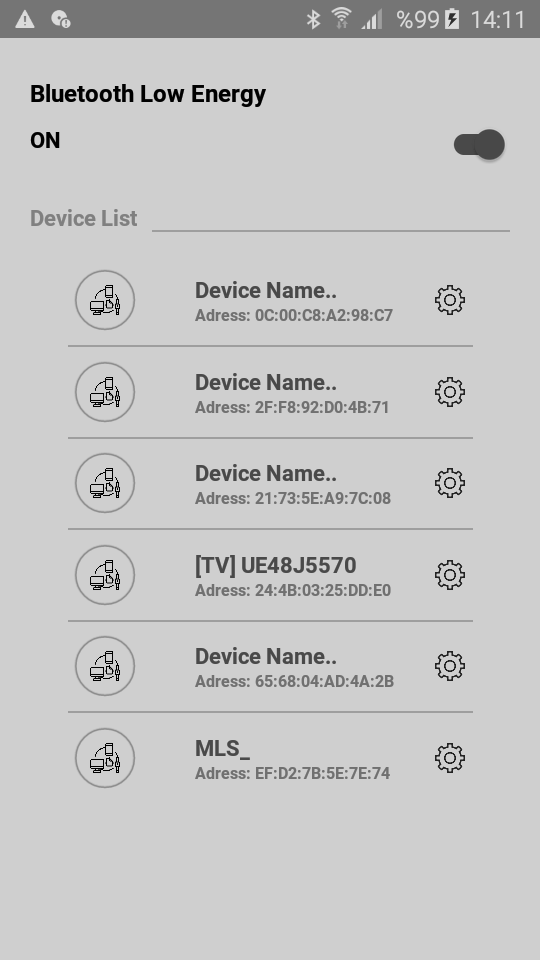 %99 14:11
Bluetooth Low Energy
ON
Device List
Device Name..
Adress: 0C:00:C8:A2:98:C7
Device Name..
Adress: 2F:F8:92:D0:4B:71
Device Name..
Adress: 21:73:5E:A9:7C:08
[TV] UE48J5570
Adress: 24:4B:03:25:DD:E0
Device Name..
Adress: 65:68:04:AD:4A:2B
MLS_
Adress: EF:D2:7B:5E:7E:74